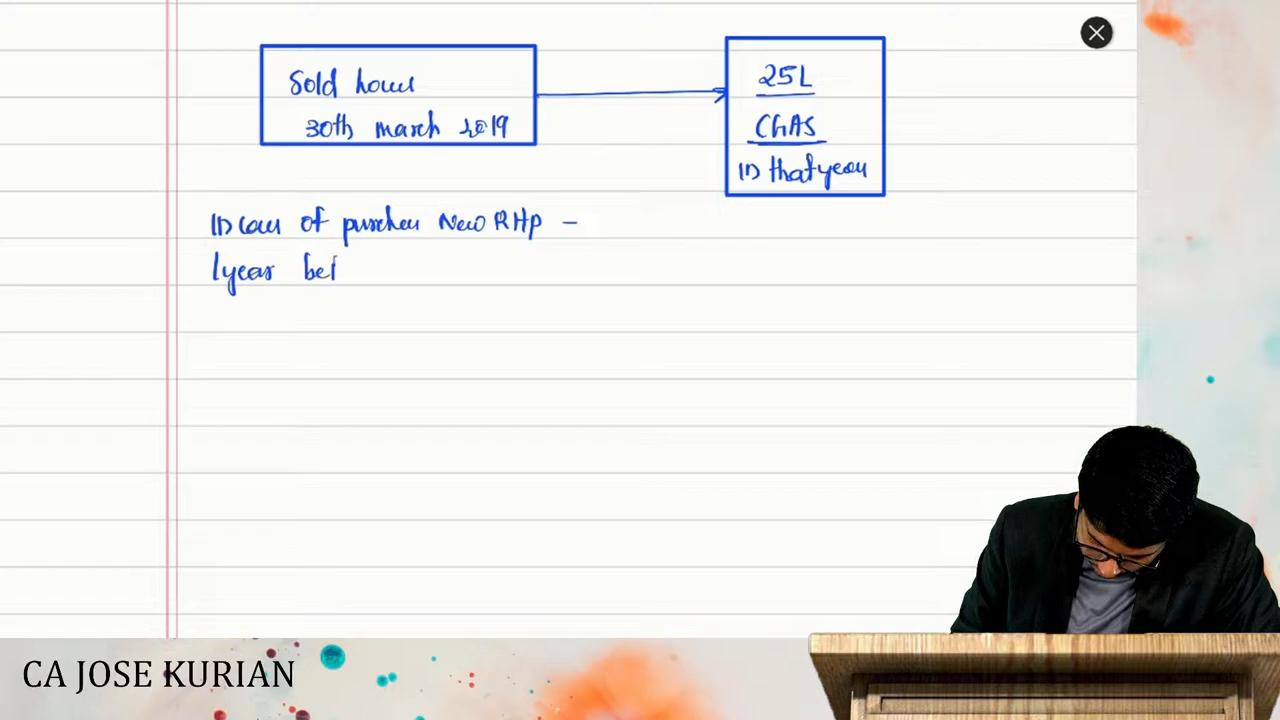 Sold house
30th march 2019
25L
CGAS
In that year
In case of purchase New RHP -
1year bef
CA JOSE KURIAN